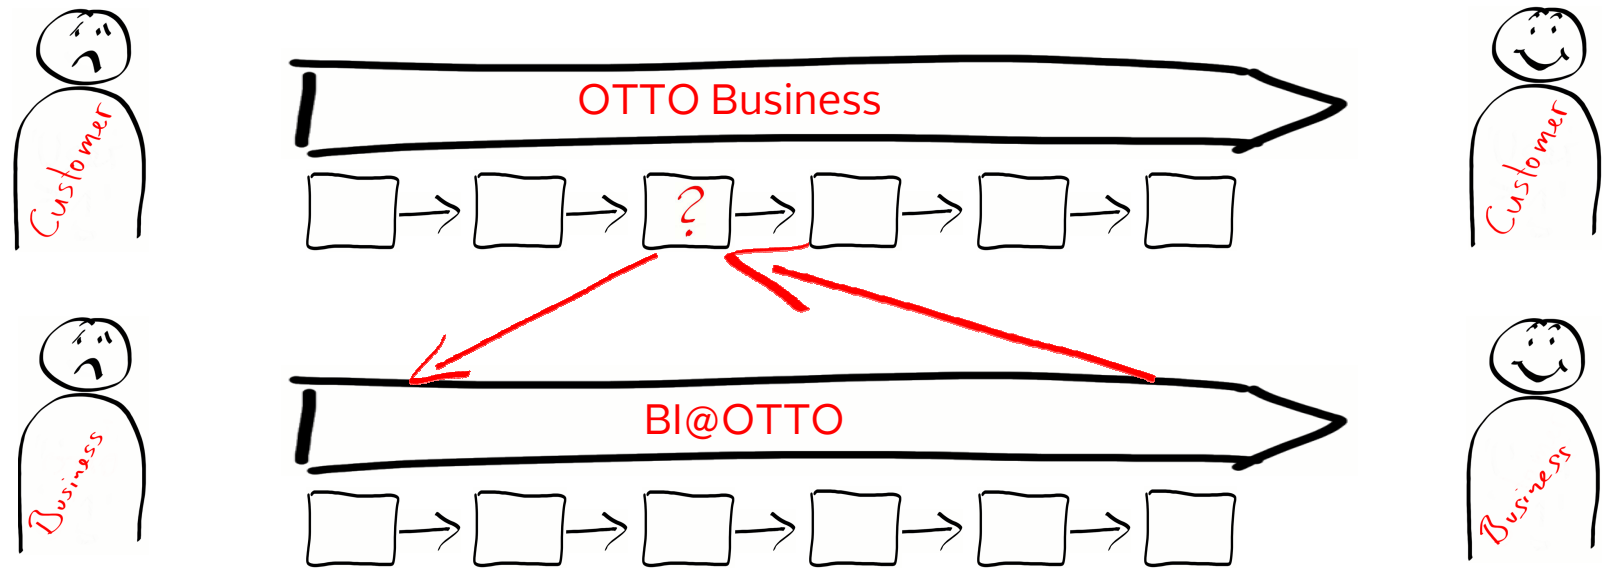 Customer
OTTO Business
Customer
?
Business
BI@OTTO
Business